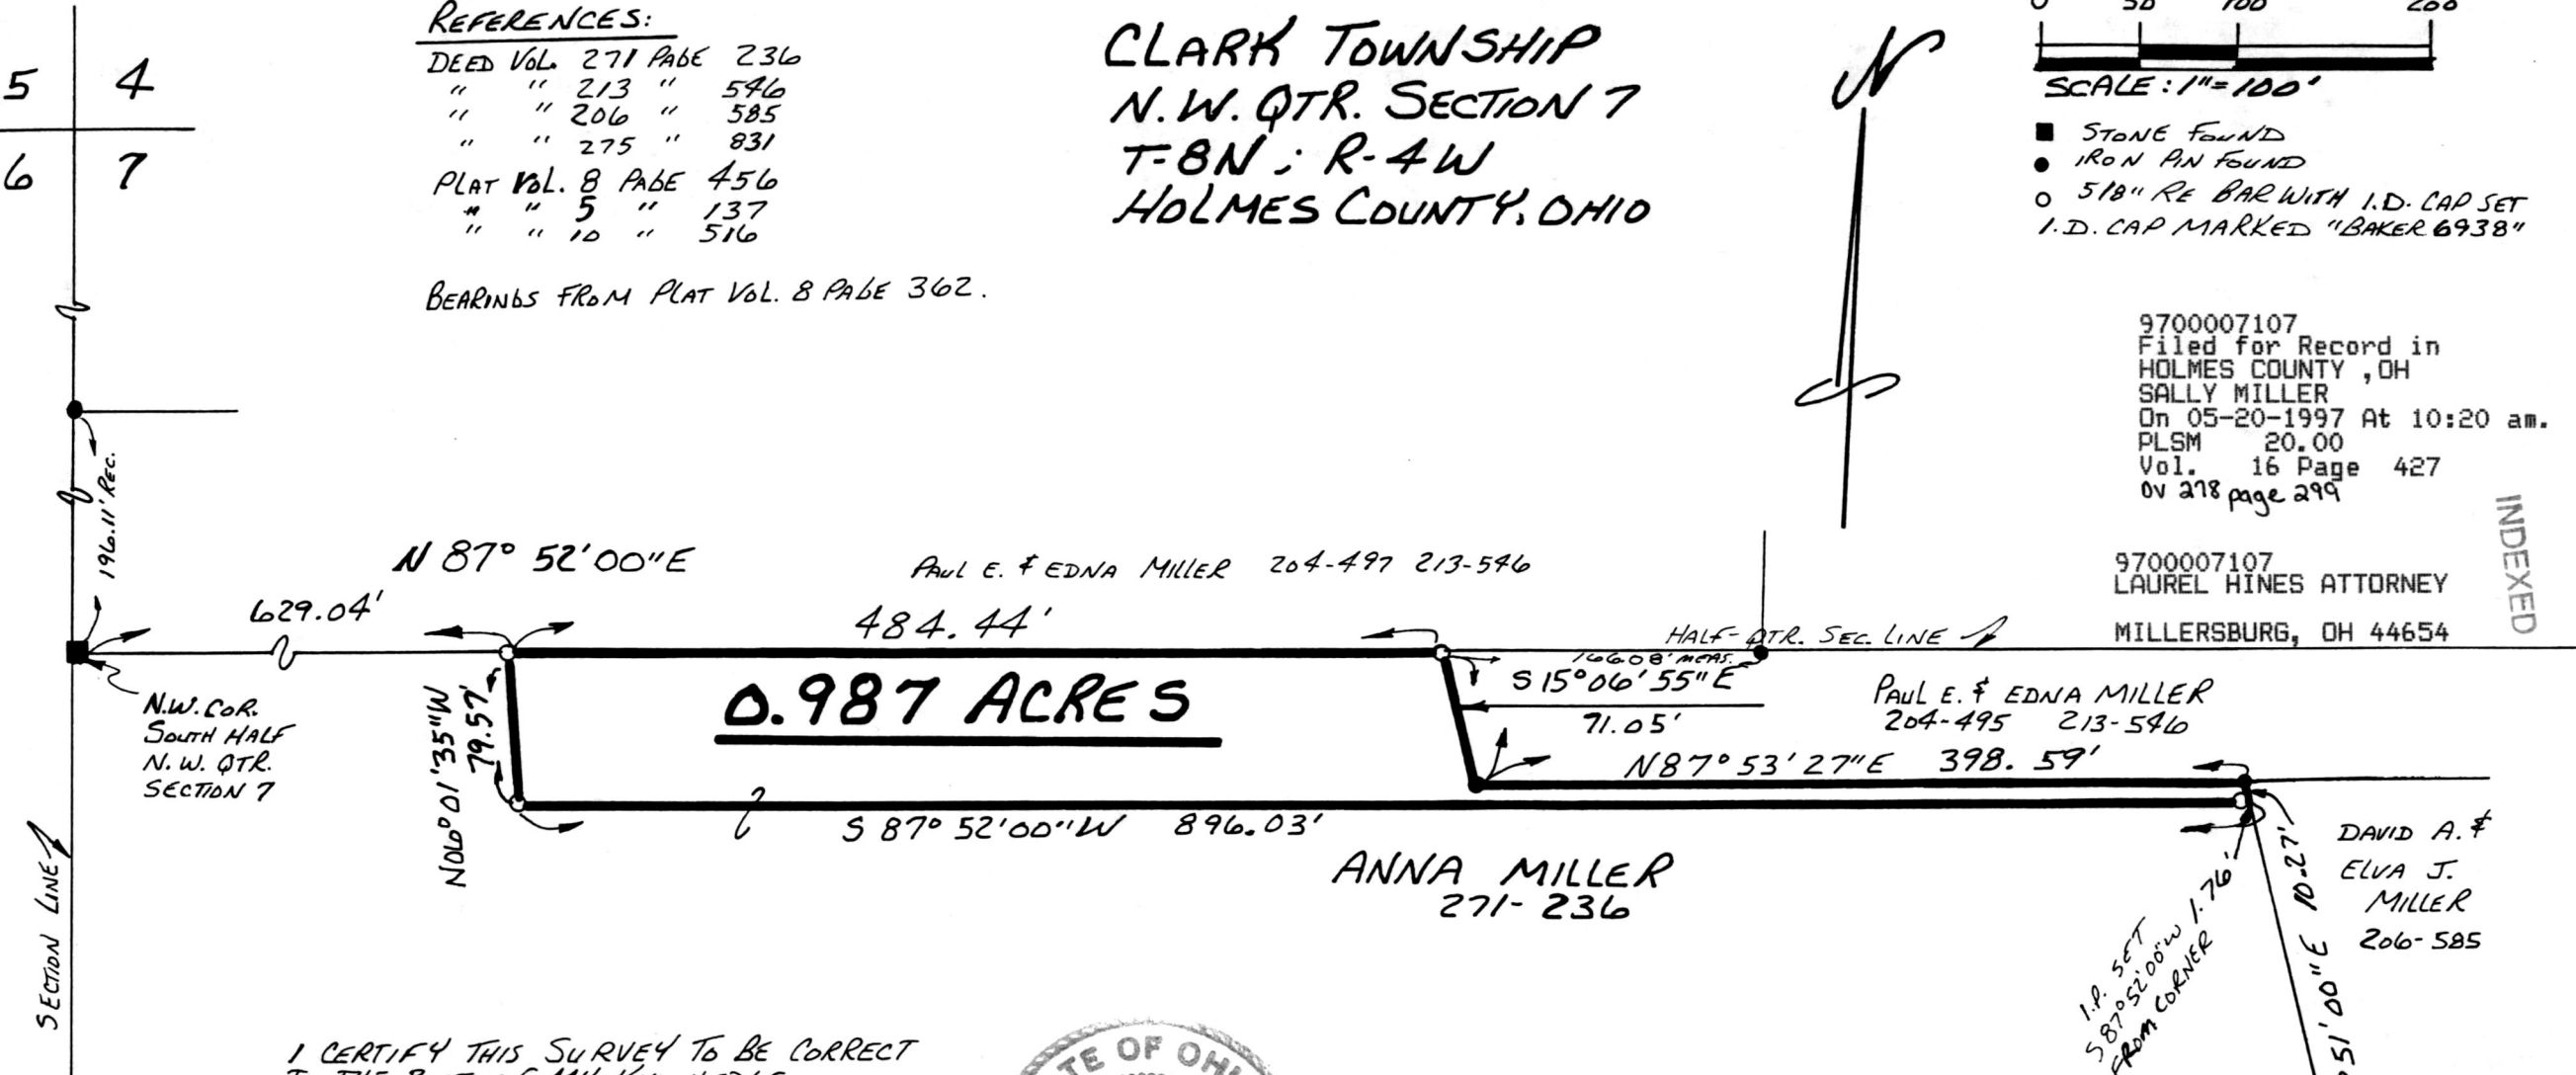 REFERENCES:
DEED VOL. 271 PAGE 236
" " 213 " 546
" " 206 " 585
" " 275 " 831
PLAT VOL. 8 PAGE 456
" " 5 " 137
" " 10 " 516
BEARINGS FROM PLAT VOL. 8 PAGE 362.
5 4
6 7
CLARK TOWNSHIP
N.W. QTR. SECTION 7
T-8N ; R-4W
HOLMES COUNTY, OHIO
N
0 50 100 200
SCALE: 1"=100'
STONE FOUND
IRON PIN FOUND
5/8" RE BAR WITH I.D. CAP SET
I.D. CAP MARKED "BAKER 6938"
9700007107
Filed for Record in
HOLMES COUNTY ,OH
SALLY MILLER
On 05-20-1997 At 10:20 am.
PLSM 20.00
Vol. 16 Page 427
OV 278 page 299
INDEXED
9700007107
LAUREL HINES ATTORNEY
MILLERSBURG, OH 44654
196.11' REC.
N 87° 52' 00" E
629.04'
PAUL E. & EDNA MILLER 204-497 213-546
484.44'
HALF-QTR. SEC. LINE
166.08' MEAS.
S 15° 06' 55" E
71.05'
0.987 ACRES
PAUL E. & EDNA MILLER
204-495 213-546
N.W. COR.
SOUTH HALF
N.W. QTR.
SECTION 7
N06° 01' 35" W
79.57'
N87° 53' 27" E 398.59'
S 87° 52' 00" W 896.03'
ANNA MILLER
271-236
DAVID A. &
ELVA J.
MILLER
206-585
SECTION LINE
I.P. SET
S 87° 52' 00" W 1.76'
FROM CORNER
51' 00" E 10.27'
I CERTIFY THIS SURVEY TO BE CORRECT
TE OF OH